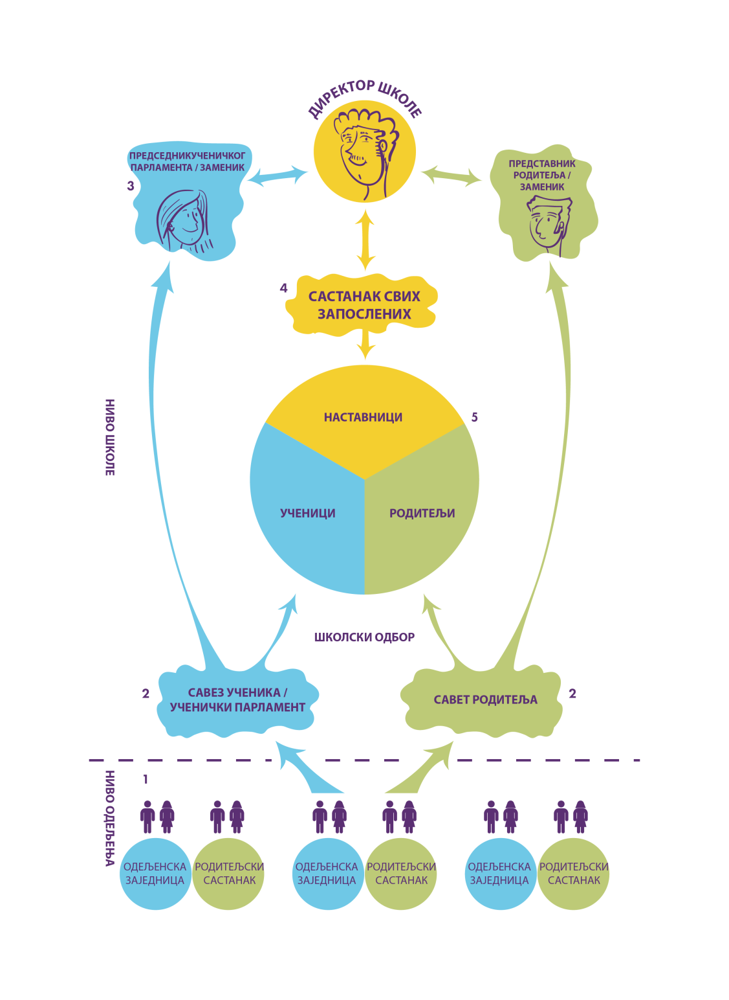 ДИРЕКТОР ШКОЛЕ
ПРЕДСЕДНИКУЧЕНИЧКОГ
ПАРЛАМЕНТА / ЗАМЕНИК
3
ПРЕДСТАВНИК
РОДИТЕЉА /
ЗАМЕНИК
4
САСТАНАК СВИХ
ЗАПОСЛЕНИХ
НИВО ШКОЛЕ
НАСТАВНИЦИ
5
УЧЕНИЦИ
РОДИТЕЉИ
ШКОЛСКИ ОДБОР
2
САВЕЗ УЧЕНИКА /
УЧЕНИЧКИ ПАРЛАМЕНТ
САВЕТ РОДИТЕЉА
2
НИВО ОДЕЉЕЊА
1
ОДЕЉЕНСКА
ЗАЈЕДНИЦА
РОДИТЕЉСКИ
САСТАНАК
ОДЕЉЕНСКА
ЗАЈЕДНИЦА
РОДИТЕЉСКИ
САСТАНАК
ОДЕЉЕНСКА
ЗАЈЕДНИЦА
РОДИТЕЉСКИ
САСТАНАК